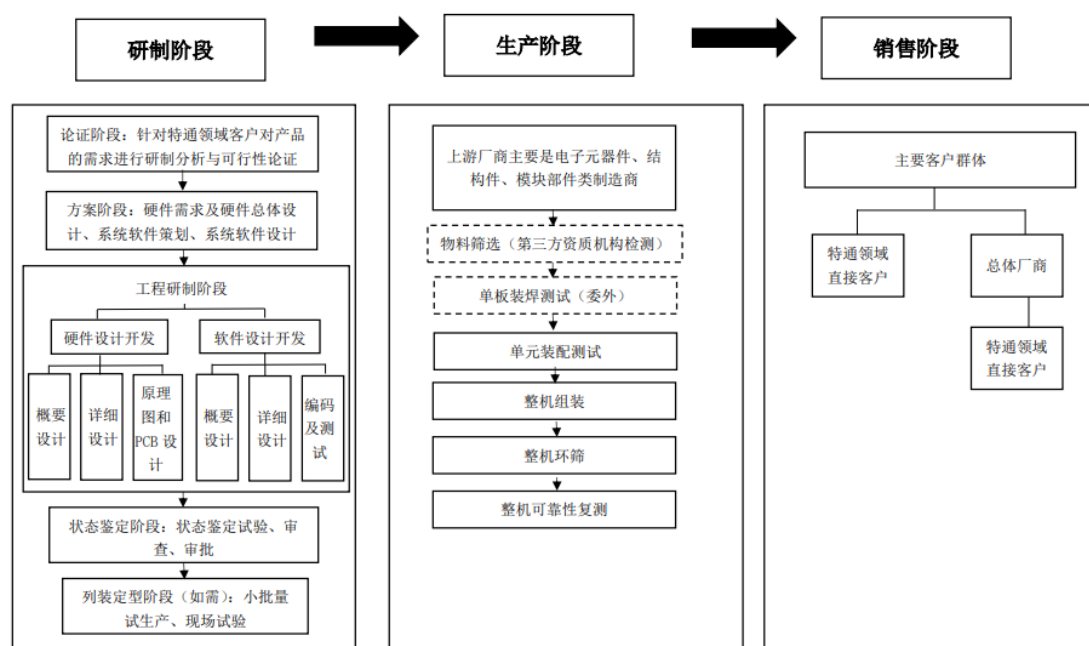 研制阶段
生产阶段
销售阶段
论证阶段：针对特通领域客户对产品
的需求进行研制分析与可行性论证
方案阶段：硬件需求及硬件总体设
计、系统软件策划、系统软件设计
工程研制阶段
硬件设计开发
软件设计开发
概要
设计
详细
设计
原理
图和
PCB 设
计
概要
设计
详细
设计
编码
及测
试
状态鉴定阶段：状态鉴定试验、审
查、审批
列装定型阶段（如需）：小批量
试生产、现场试验
上游厂商主要是电子元器件、结
构件、模块部件类制造商
物料筛选（第三方资质机构检测）
单板装焊测试（委外）
单元装配测试
整机组装
整机环筛
整机可靠性复测
主要客户群体
特通领域
直接客户
总体厂商
特通领域
直接客户